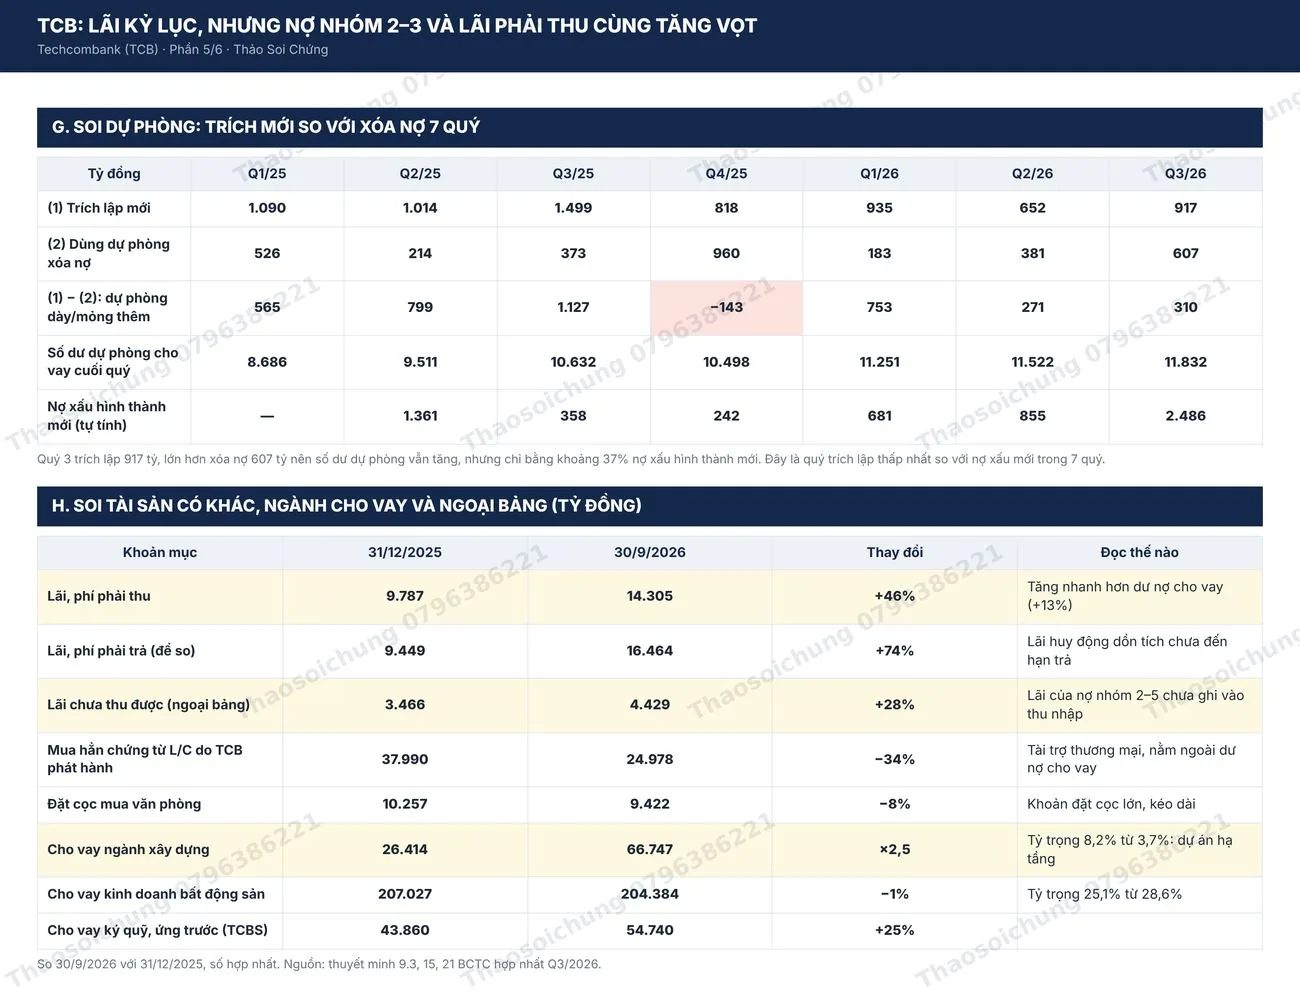 TCB: LÃI KỶ LỤC, NHƯNG NỢ NHÓM 2–3 VÀ LÃI PHẢI THU CÙNG TĂNG VỌT
Techcombank (TCB) · Phần 5/6 · Thảo Soi Chứng
G. SOI DỰ PHÒNG: TRÍCH MỚI SO VỚI XÓA NỢ 7 QUÝ
Tỷ đồng Q1/25 Q2/25 Q3/25 Q4/25 Q1/26 Q2/26 Q3/26
(1) Trích lập mới 1.090 1.014 1.499 818 935 652 917
(2) Dùng dự phòng xóa nợ 526 214 373 960 183 381 607
(1) − (2): dự phòng dày/mỏng thêm 565 799 1.127 −143 753 271 310
Số dư dự phòng cho vay cuối quý 8.686 9.511 10.632 10.498 11.251 11.522 11.832
Nợ xấu hình thành mới (tự tính) — 1.361 358 242 681 855 2.486
Quý 3 trích lập 917 tỷ, lớn hơn xóa nợ 607 tỷ nên số dư dự phòng vẫn tăng, nhưng chỉ bằng khoảng 37% nợ xấu hình thành mới. Đây là quý trích lập thấp nhất so với nợ xấu mới trong 7 quý.
H. SOI TÀI SẢN CÓ KHÁC, NGÀNH CHO VAY VÀ NGOẠI BẢNG (TỶ ĐỒNG)
Khoản mục 31/12/2025 30/9/2026 Thay đổi Đọc thế nào
Lãi, phí phải thu 9.787 14.305 +46% Tăng nhanh hơn dư nợ cho vay (+13%)
Lãi, phí phải trả (để so) 9.449 16.464 +74% Lãi huy động dồn tích chưa đến hạn trả
Lãi chưa thu được (ngoại bảng) 3.466 4.429 +28% Lãi của nợ nhóm 2–5 chưa ghi vào thu nhập
Mua hẳn chứng từ L/C do TCB phát hành 37.990 24.978 −34% Tài trợ thương mại, nằm ngoài dư nợ cho vay
Đặt cọc mua văn phòng 10.257 9.422 −8% Khoản đặt cọc lớn, kéo dài
Cho vay ngành xây dựng 26.414 66.747 ×2,5 Tỷ trọng 8,2% từ 3,7%: dự án hạ tầng
Cho vay kinh doanh bất động sản 207.027 204.384 −1% Tỷ trọng 25,1% từ 28,6%
Cho vay ký quỹ, ứng trước (TCBS) 43.860 54.740 +25%
So 30/9/2026 với 31/12/2025, số hợp nhất. Nguồn: thuyết minh 9.3, 15, 21 BCTC hợp nhất Q3/2026.
Thaosoichung 0796386221